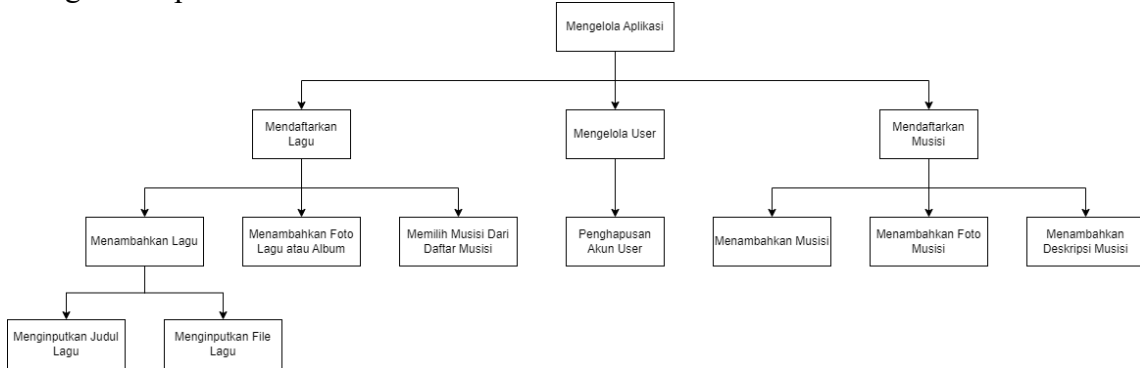 Mengelola Aplikasi
Mendaftarkan
Lagu
Mengelola User
Mendaftarkan
Musisi
Menambahkan Lagu
Menambahkan Foto
Lagu atau Album
Memilih Musisi Dari
Daftar Musisi
Penghapusan
Akun User
Menambahkan Musisi
Menambahkan Foto
Musisi
Menambahkan
Deskripsi Musisi
Menginputkan Judul
Lagu
Menginputkan File
Lagu